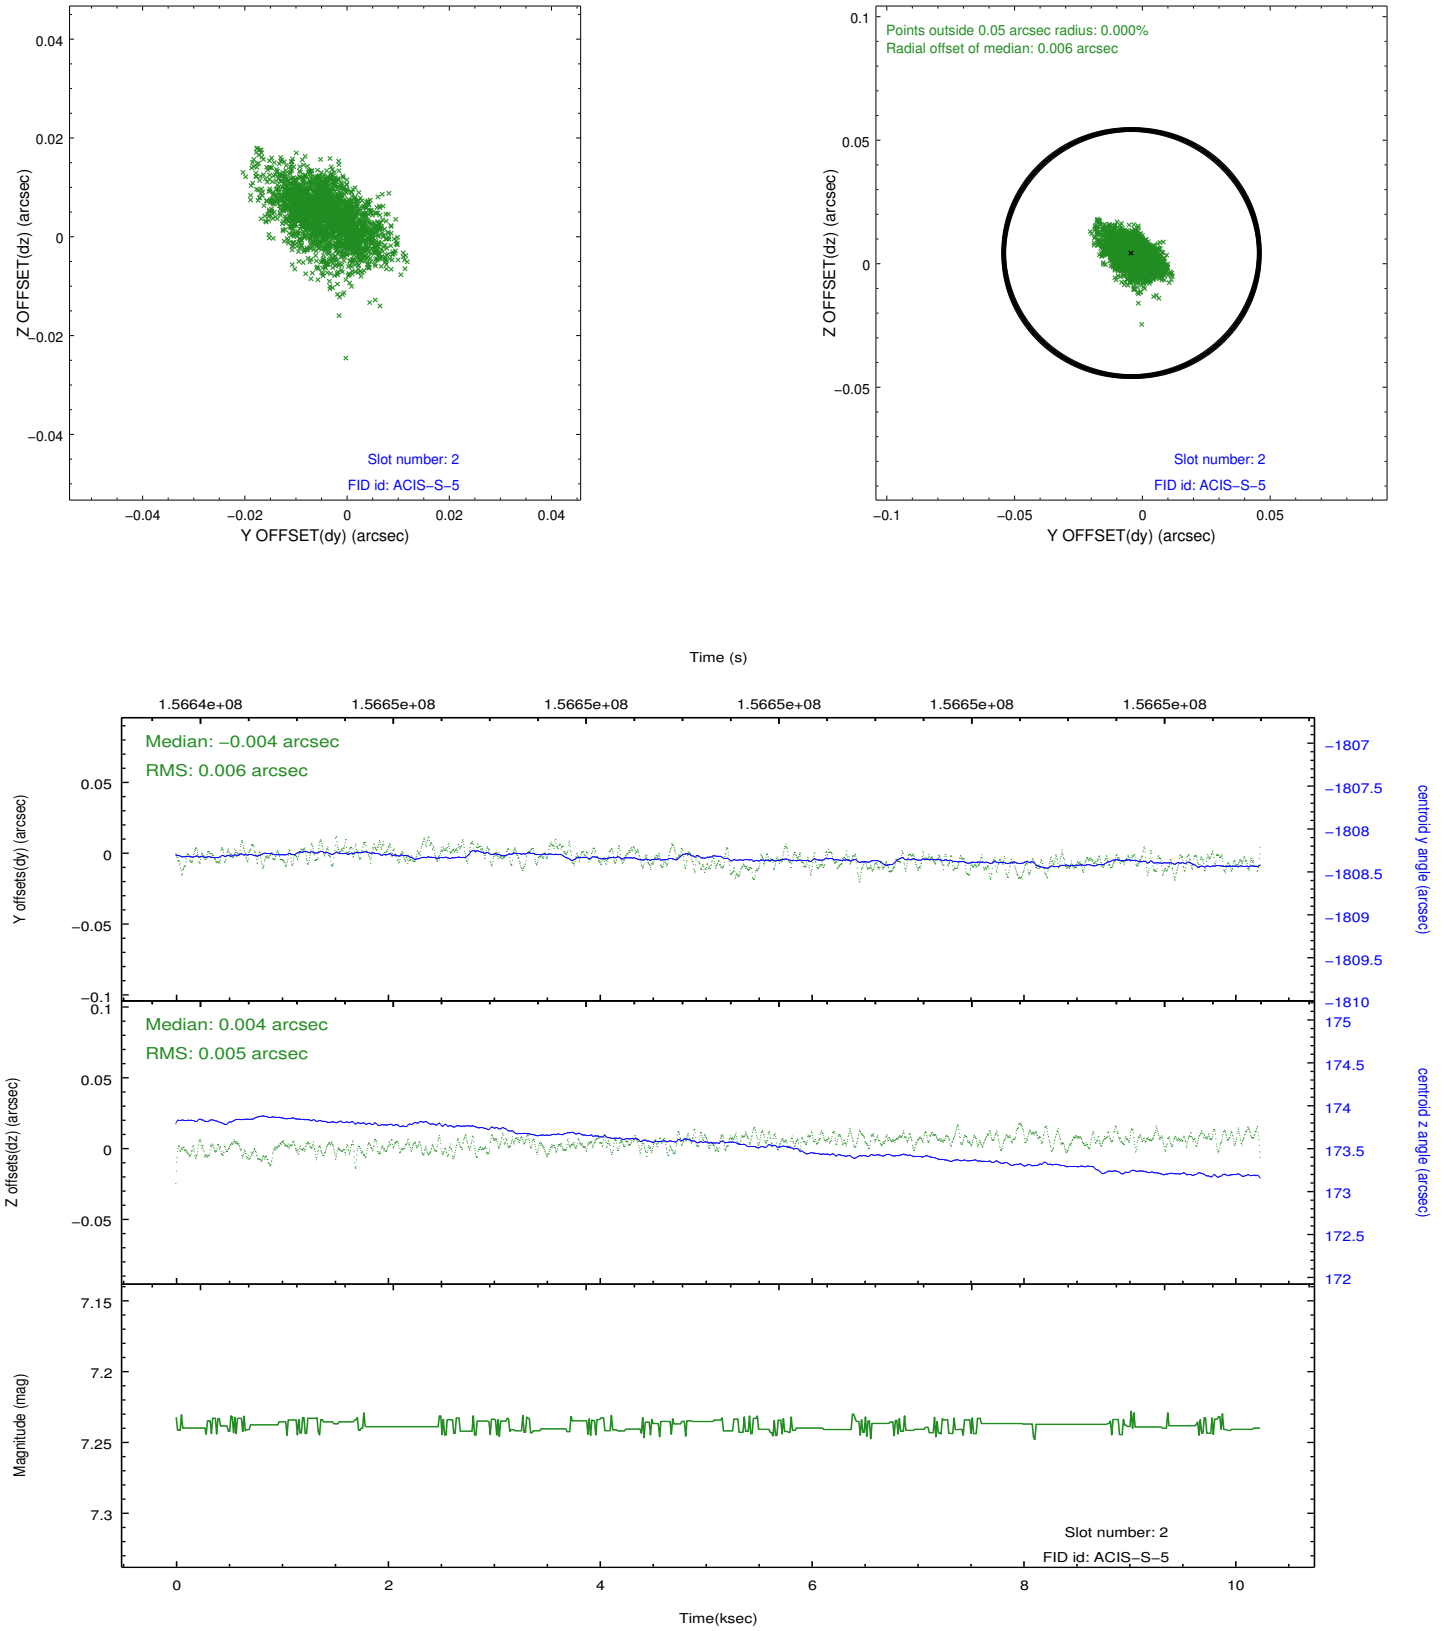 0.04
0.02
0
−0.02
−0.04
Z OFFSET(dz) (arcsec)
Slot number: 2
FID id: ACIS−S−5
−0.04
−0.02
0
0.02
0.04
Y OFFSET(dy) (arcsec)
Points outside 0.05 arcsec radius: 0.000%
Radial offset of median: 0.006 arcsec
0.1
0.05
0
−0.05
Z OFFSET(dz) (arcsec)
Slot number: 2
FID id: ACIS−S−5
−0.1
−0.05
0
0.05
Y OFFSET(dy) (arcsec)
Time (s)
1.5664e+08
1.5665e+08
1.5665e+08
1.5665e+08
1.5665e+08
1.5665e+08
Median: −0.004 arcsec
RMS: 0.006 arcsec
0.05
0
−0.05
−0.1
Y offsets(dy) (arcsec)
−1807
−1807.5
−1808
−1808.5
−1809
−1809.5
−1810
centroid y angle (arcsec)
Median: 0.004 arcsec
RMS: 0.005 arcsec
0.1
0.05
0
−0.05
Z offsets(dz) (arcsec)
175
174.5
174
173.5
173
172.5
172
centroid z angle (arcsec)
7.15
7.2
7.25
7.3
Magnitude (mag)
Slot number: 2
FID id: ACIS−S−5
0
2
4
6
8
10
Time(ksec)